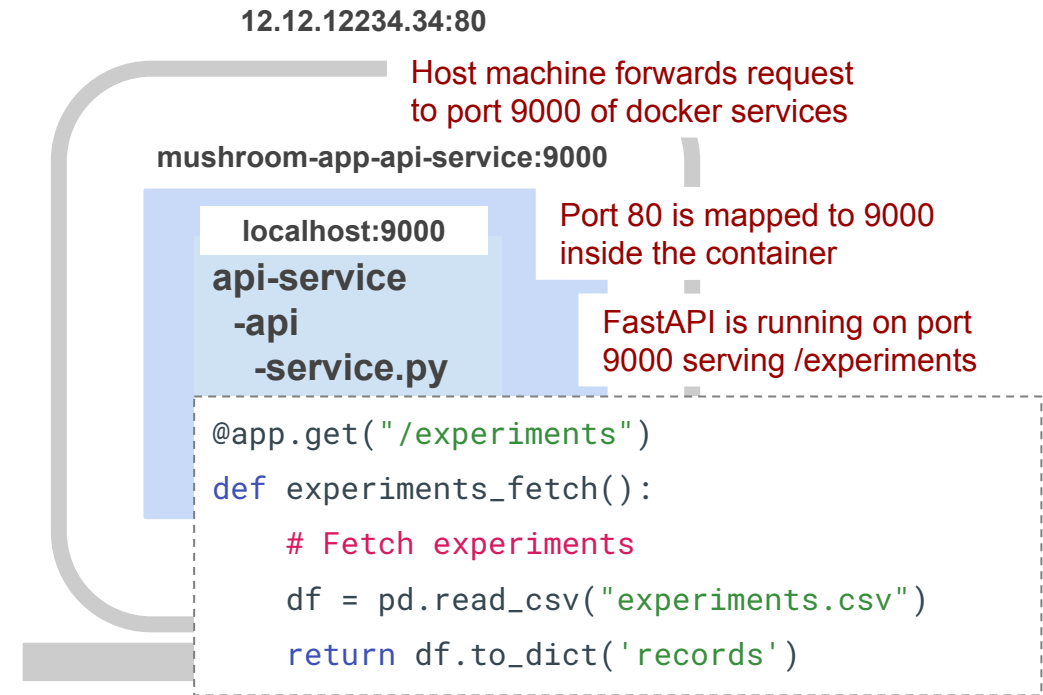 12.12.12234.34:80
Host machine forwards request
to port 9000 of docker services
mushroom-app-api-service:9000
localhost:9000
Port 80 is mapped to 9000
inside the container
api-service
-api
-service.py
FastAPI is running on port
9000 serving /experiments
@app.get("/experiments")
def experiments_fetch():
    # Fetch experiments
    df = pd.read_csv("experiments.csv")
    return df.to_dict('records')